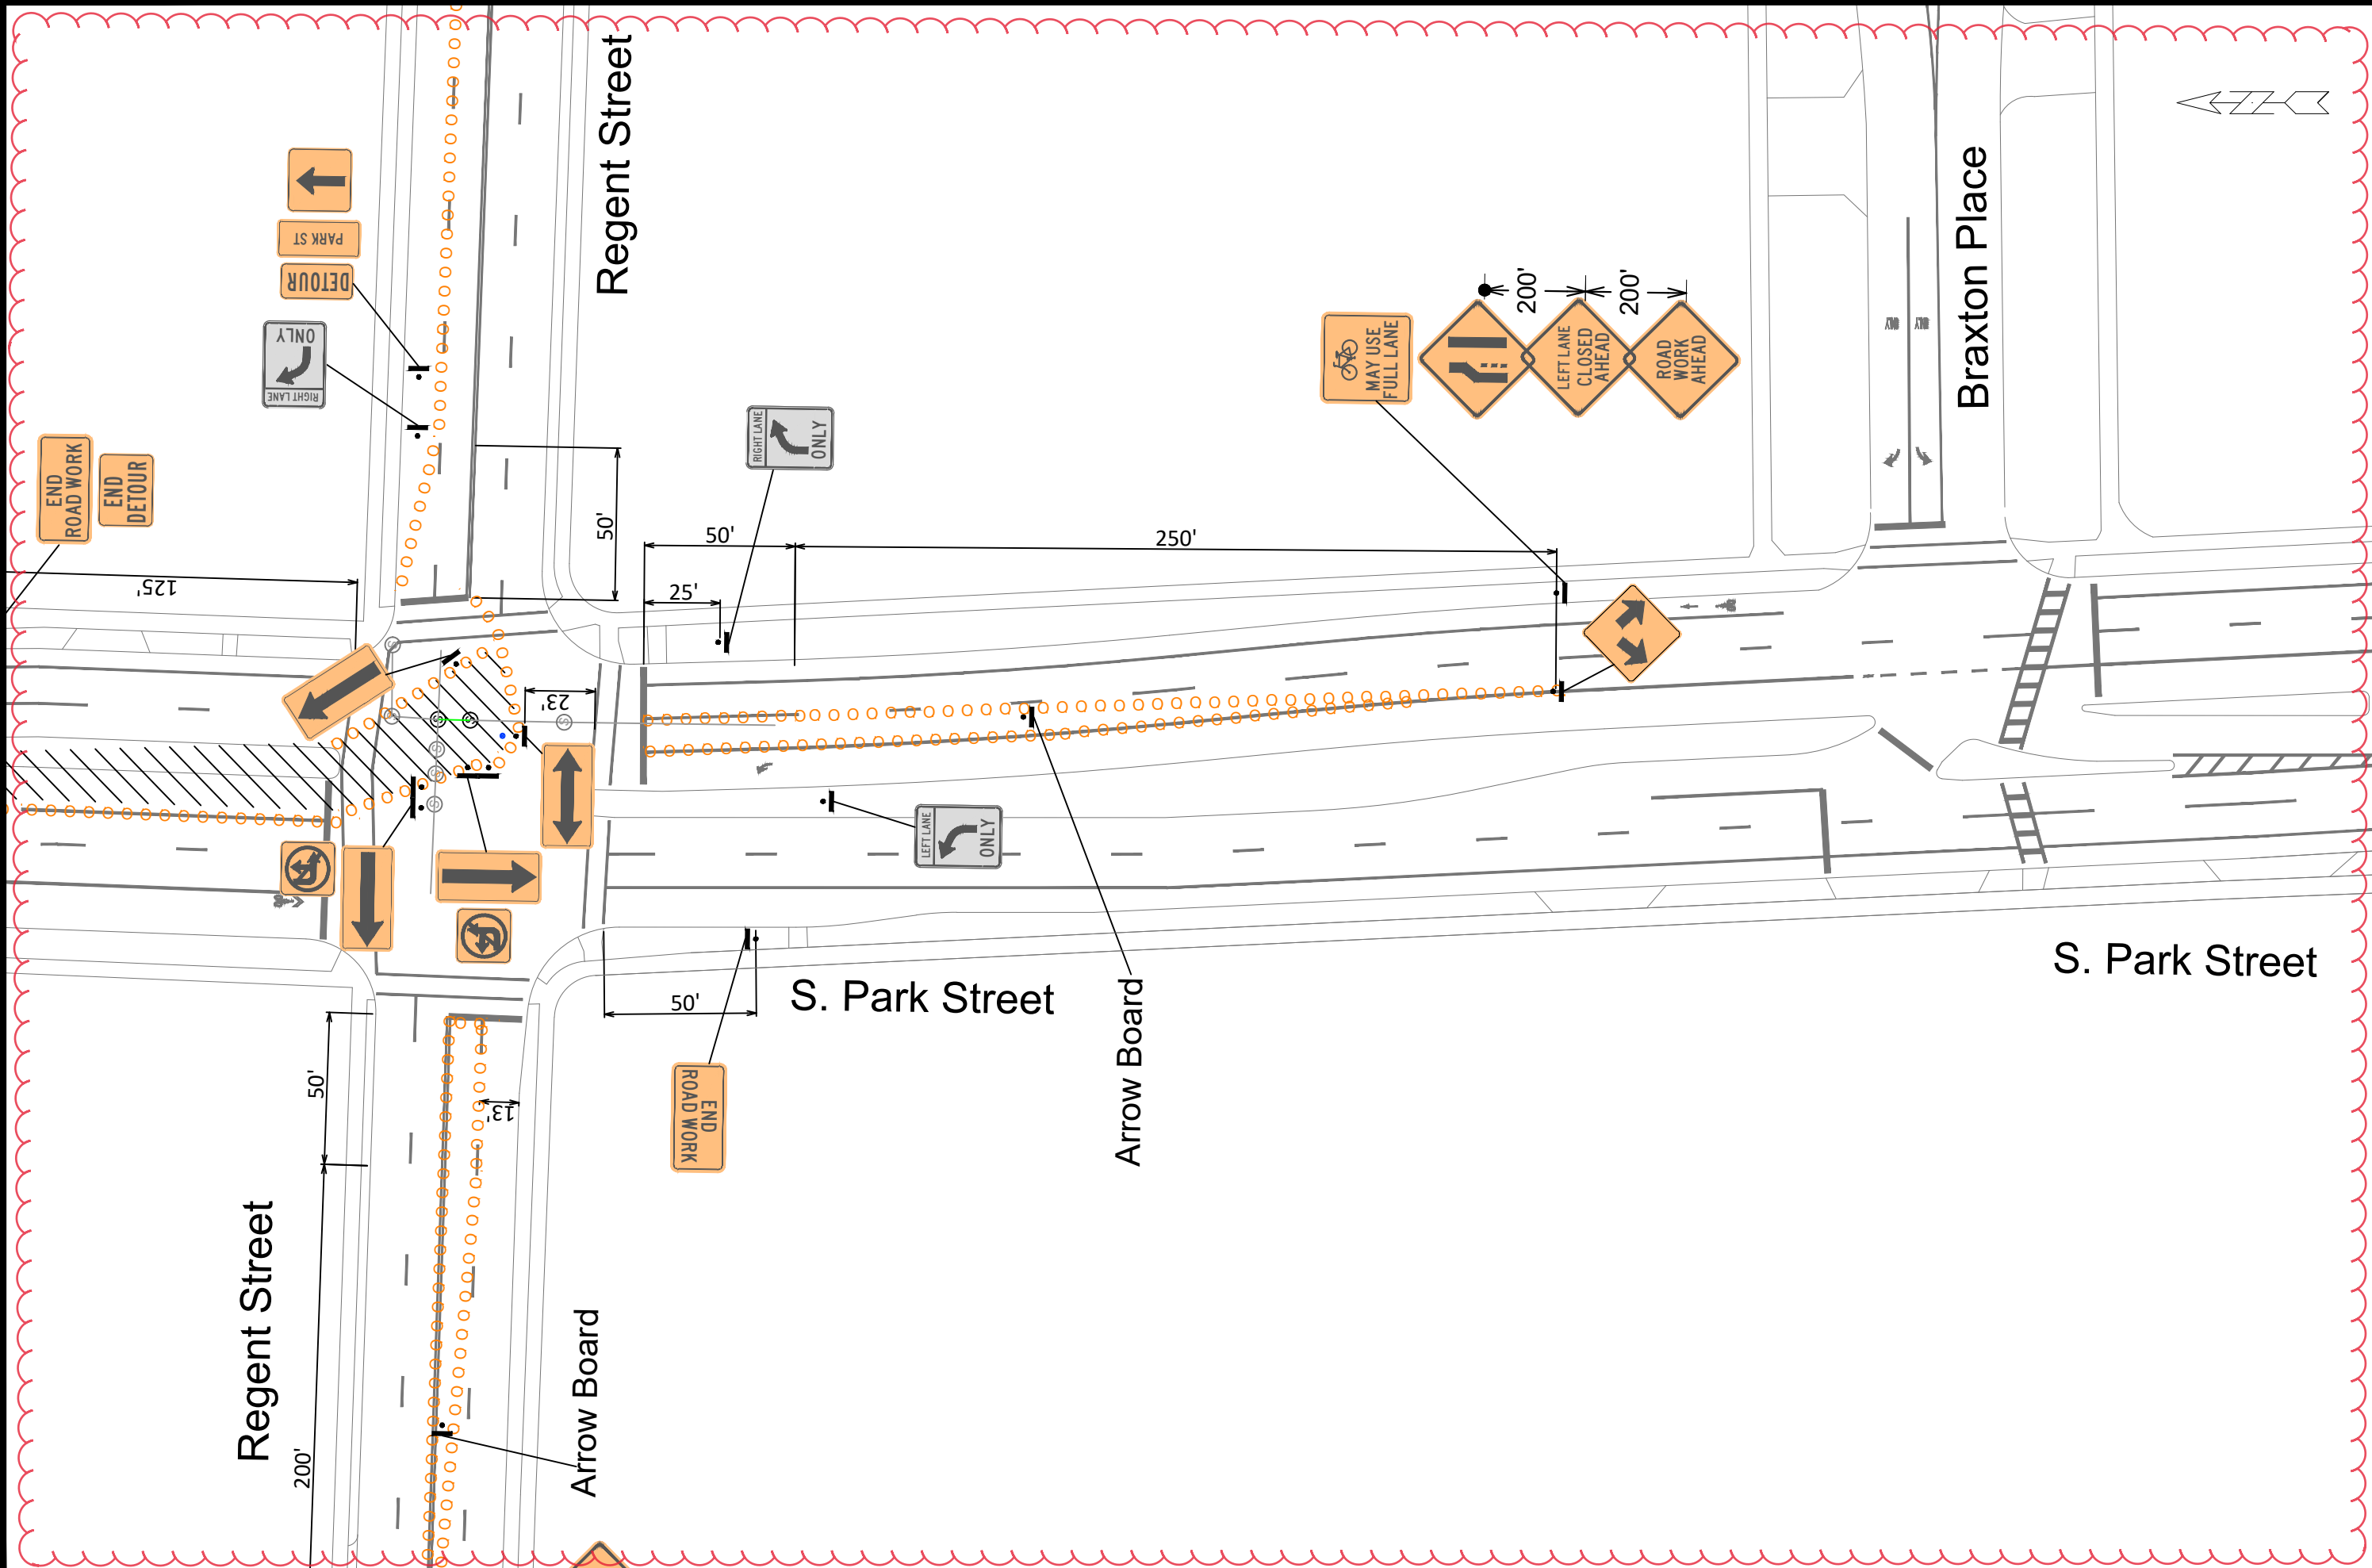 Regent Street
PARK ST
DETOUR
ONLY
RIGHT LANE
END
ROAD WORK
END
DETOUR
125'
50'
RIGHT LANE
ONLY
50'
25'
250'
MAY USE
FULL LANE
200'
200'
LEFT LANE
CLOSED
AHEAD
ROAD
WORK
AHEAD
Braxton Place
N
23'
S
S
S
S
S
S
S
S
LEFT LANE
ONLY
50'
S. Park Street
S. Park Street
Arrow Board
END
ROAD WORK
50'
13'
Regent Street
200'
Arrow Board